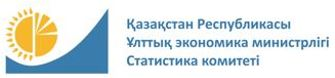 Қазақстан Республикасы
Ұлттық экономика министрлігі
Статистика комитеті